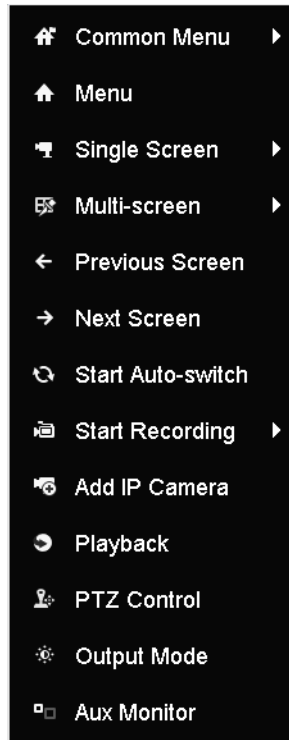 Common Menu
Menu
Single Screen
Multi-screen
Previous Screen
Next Screen
Start Auto-switch
Start Recording
Add IP Camera
Playback
PTZ Control
Output Mode
Aux Monitor